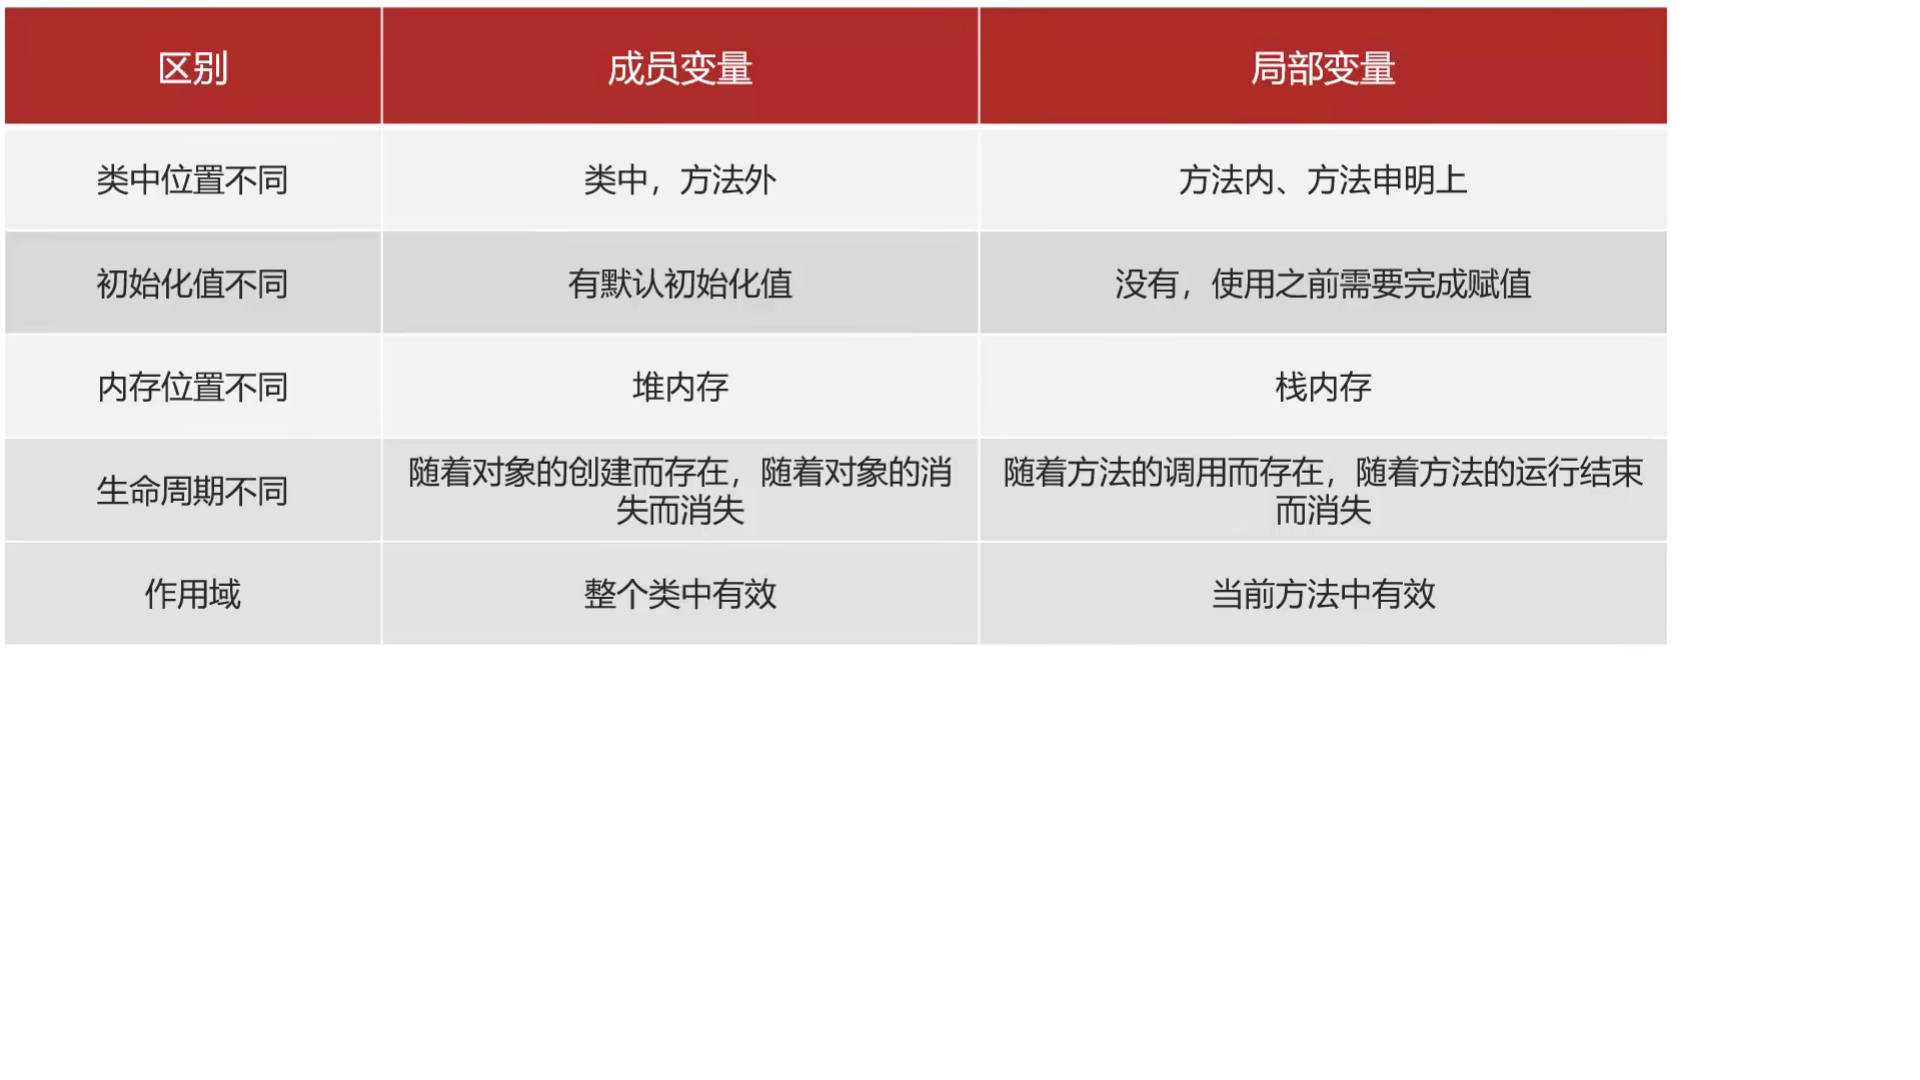 区别
成员变量
局部变量
类中位置不同
类中，方法外
方法内、方法申明上
初始化值不同
有默认初始化值
没有，使用之前需要完成赋值
内存位置不同
堆内存
栈内存
生命周期不同
随着对象的创建而存在，随着对象的消
失而消失
随着方法的调用而存在，随着方法的运行结束
而消失
作用域
整个类中有效
当前方法中有效